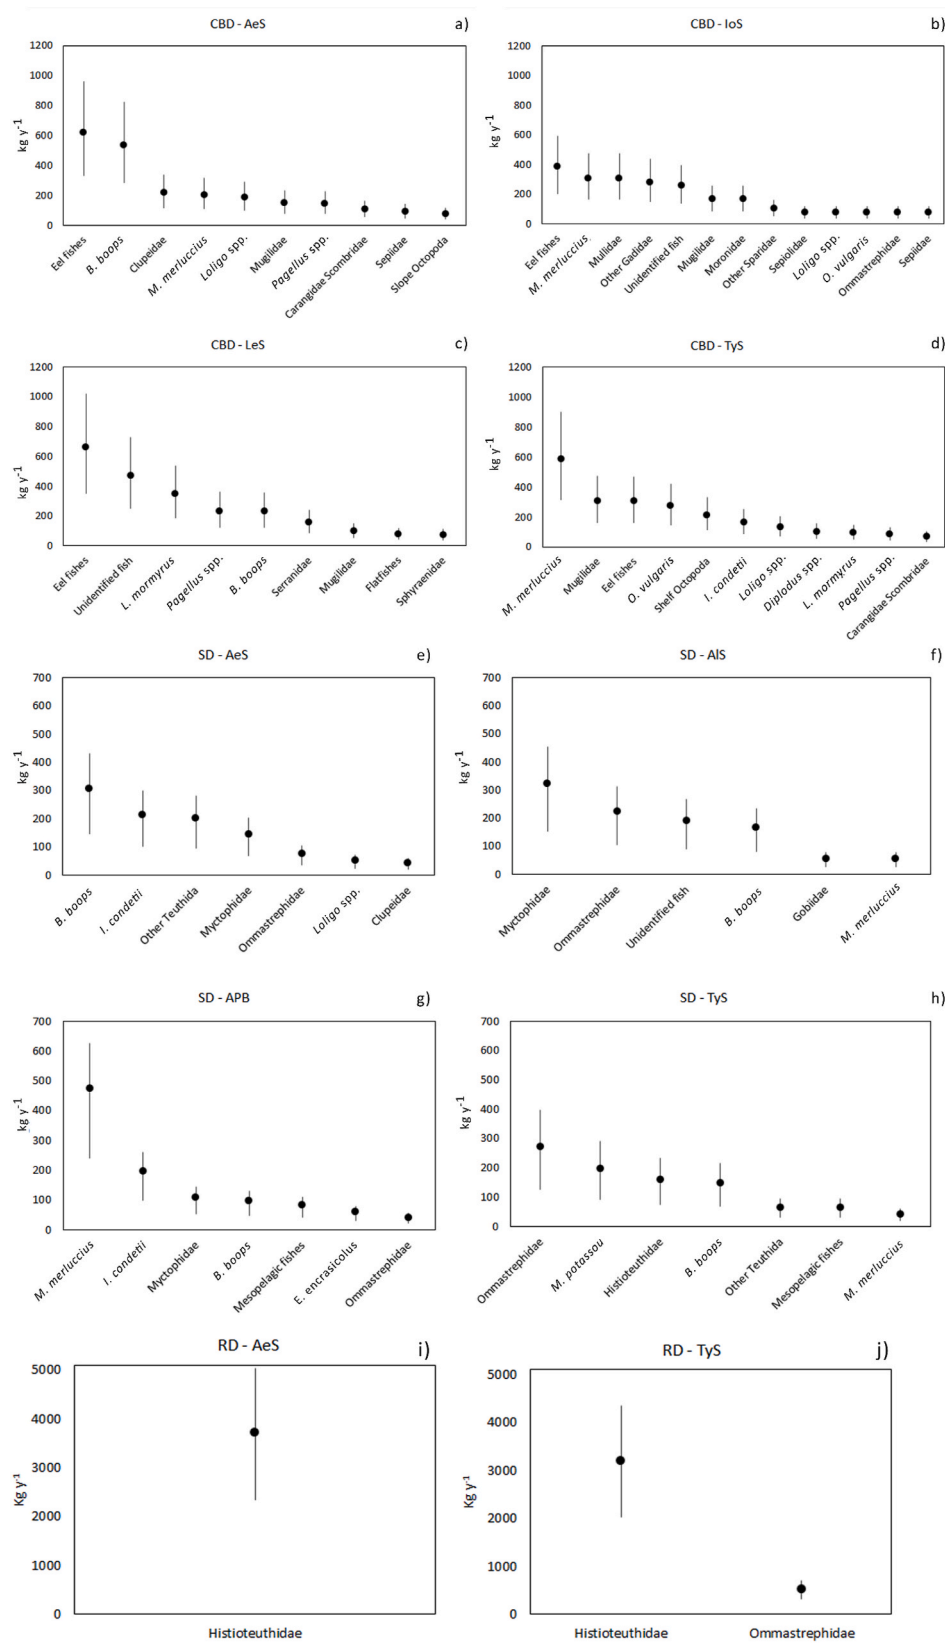 CBD - AeS a)
kg y-1
1200
1000
800
600
400
200
0
Eel fishes
B. boops
Clupeidae
M. merluccius
Loligo spp.
Mugilidae
Pagellus spp.
Carangidae Scombridae
Sepiidae
Slope Octopoda
CBD - IoS b)
kg y-1
1200
1000
800
600
400
200
0
Eel fishes
M. merluccius
Mullidae
Other Gadidae
Unidentified fish
Mugilidae
Moronidae
Other Sparidae
Sepiolidae
Loligo spp.
O. vulgaris
Ommastrephidae
Sepiidae
CBD - LeS c)
kg y-1
1200
1000
800
600
400
200
0
Eel fishes
Unidentified fish
L. mormyrus
Pagellus spp.
B. boops
Serranidae
Mugilidae
Flatfishes
Sphyraenidae
CBD - TyS d)
kg y-1
1200
1000
800
600
400
200
0
M. merluccius
Mugilidae
Eel fishes
O. vulgaris
Shelf Octopoda
I. condetii
Loligo spp.
Diplodus spp.
L. mormyrus
Pagellus spp.
Carangidae Scombridae
SD - AeS e)
kg y-1
700
600
500
400
300
200
100
0
B. boops
I. condetii
Other Teuthida
Myctophidae
Ommastrephidae
Loligo spp.
Clupeidae
SD - AlS f)
kg y-1
700
600
500
400
300
200
100
0
Myctophidae
Ommastrephidae
Unidentified fish
B. boops
Gobiidae
M. merluccius
SD - APB g)
kg y-1
700
600
500
400
300
200
100
0
M. merluccius
I. condetii
Myctophidae
B. boops
Mesopelagic fishes
E. encrasicolus
Ommastrephidae
SD - TyS h)
kg y-1
700
600
500
400
300
200
100
0
Ommastrephidae
M. potassou
Histioteuthidae
B. boops
Other Teuthida
Mesopelagic fishes
M. merluccius
RD - AeS i)
Kg y-1
5000
4000
3000
2000
1000
0
Histioteuthidae
RD - TyS j)
Kg y-1
5000
4000
3000
2000
1000
0
Histioteuthidae
Ommastrephidae